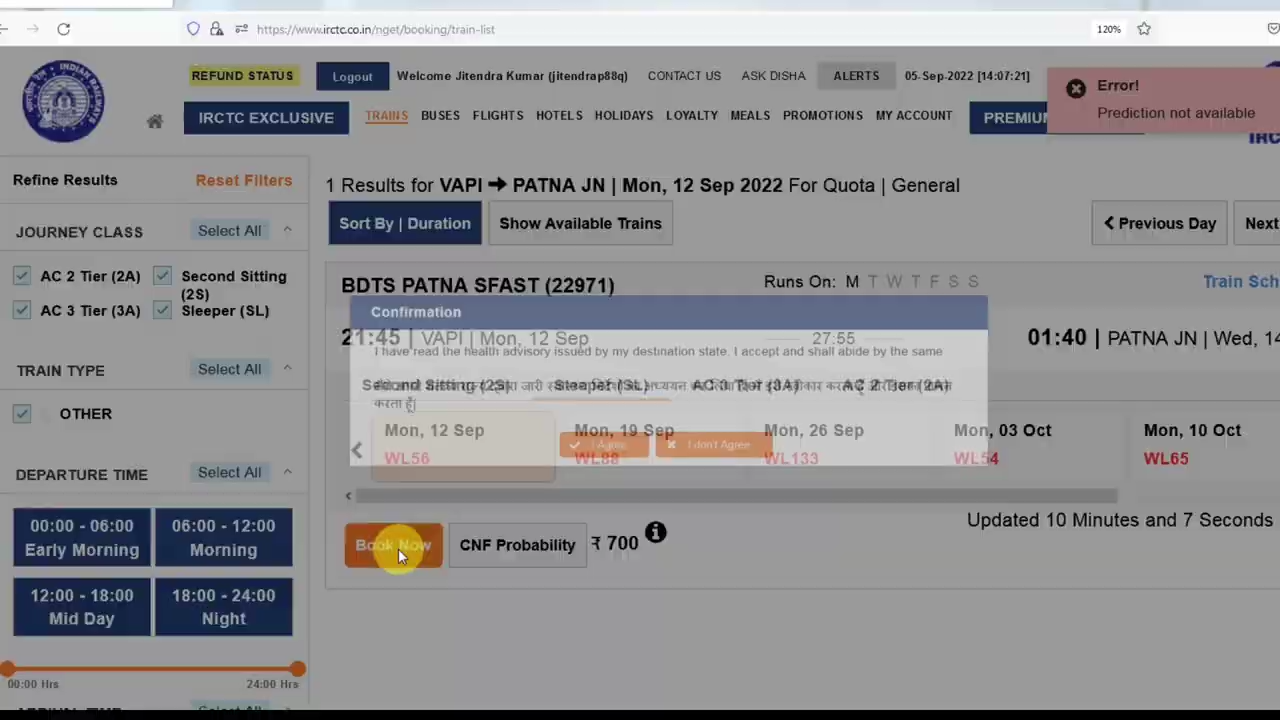 https://www.irctc.co.in/nget/booking/train-list
120%
INDIAN RAILWAYS
REFUND STATUS
Logout
Welcome Jitendra Kumar (jitendrap88q)
CONTACT US
ASK DISHA
ALERTS
05-Sep-2022 [14:07:21]
Error!
Prediction not available
IRCTC EXCLUSIVE
TRAINS
BUSES
FLIGHTS
HOTELS
HOLIDAYS
LOYALTY
MEALS
PROMOTIONS
MY ACCOUNT
PREMIUM
IRC
Refine Results
Reset Filters
1 Results for VAPI ➔ PATNA JN | Mon, 12 Sep 2022 For Quota | General
JOURNEY CLASS
Select All
Sort By | Duration
Show Available Trains
Previous Day
Next
AC 2 Tier (2A)
Second Sitting (2S)
AC 3 Tier (3A)
Sleeper (SL)
BDTS PATNA SFAST (22971)
Runs On: M T W T F S S
Train Sch
Confirmation
21:45 | VAPI | Mon, 12 Sep
27:55
01:40 | PATNA JN | Wed, 14
I have read the health advisory issued by my destination state. I accept and shall abide by the same
TRAIN TYPE
Select All
Second Sitting (2S)
Sleeper (SL)
AC 3 Tier (3A)
AC 2 Tier (2A)
करता हूँ|
OTHER
Mon, 12 Sep
WL56
Mon, 19 Sep
WL88
Mon, 26 Sep
WL133
Mon, 03 Oct
WL54
Mon, 10 Oct
WL65
I Agree
I don't Agree
DEPARTURE TIME
Select All
00:00 - 06:00
Early Morning
06:00 - 12:00
Morning
12:00 - 18:00
Mid Day
18:00 - 24:00
Night
Updated 10 Minutes and 7 Seconds
Book Now
CNF Probability
₹ 700
00:00 Hrs
24:00 Hrs
ARRIVAL TIME
Select All